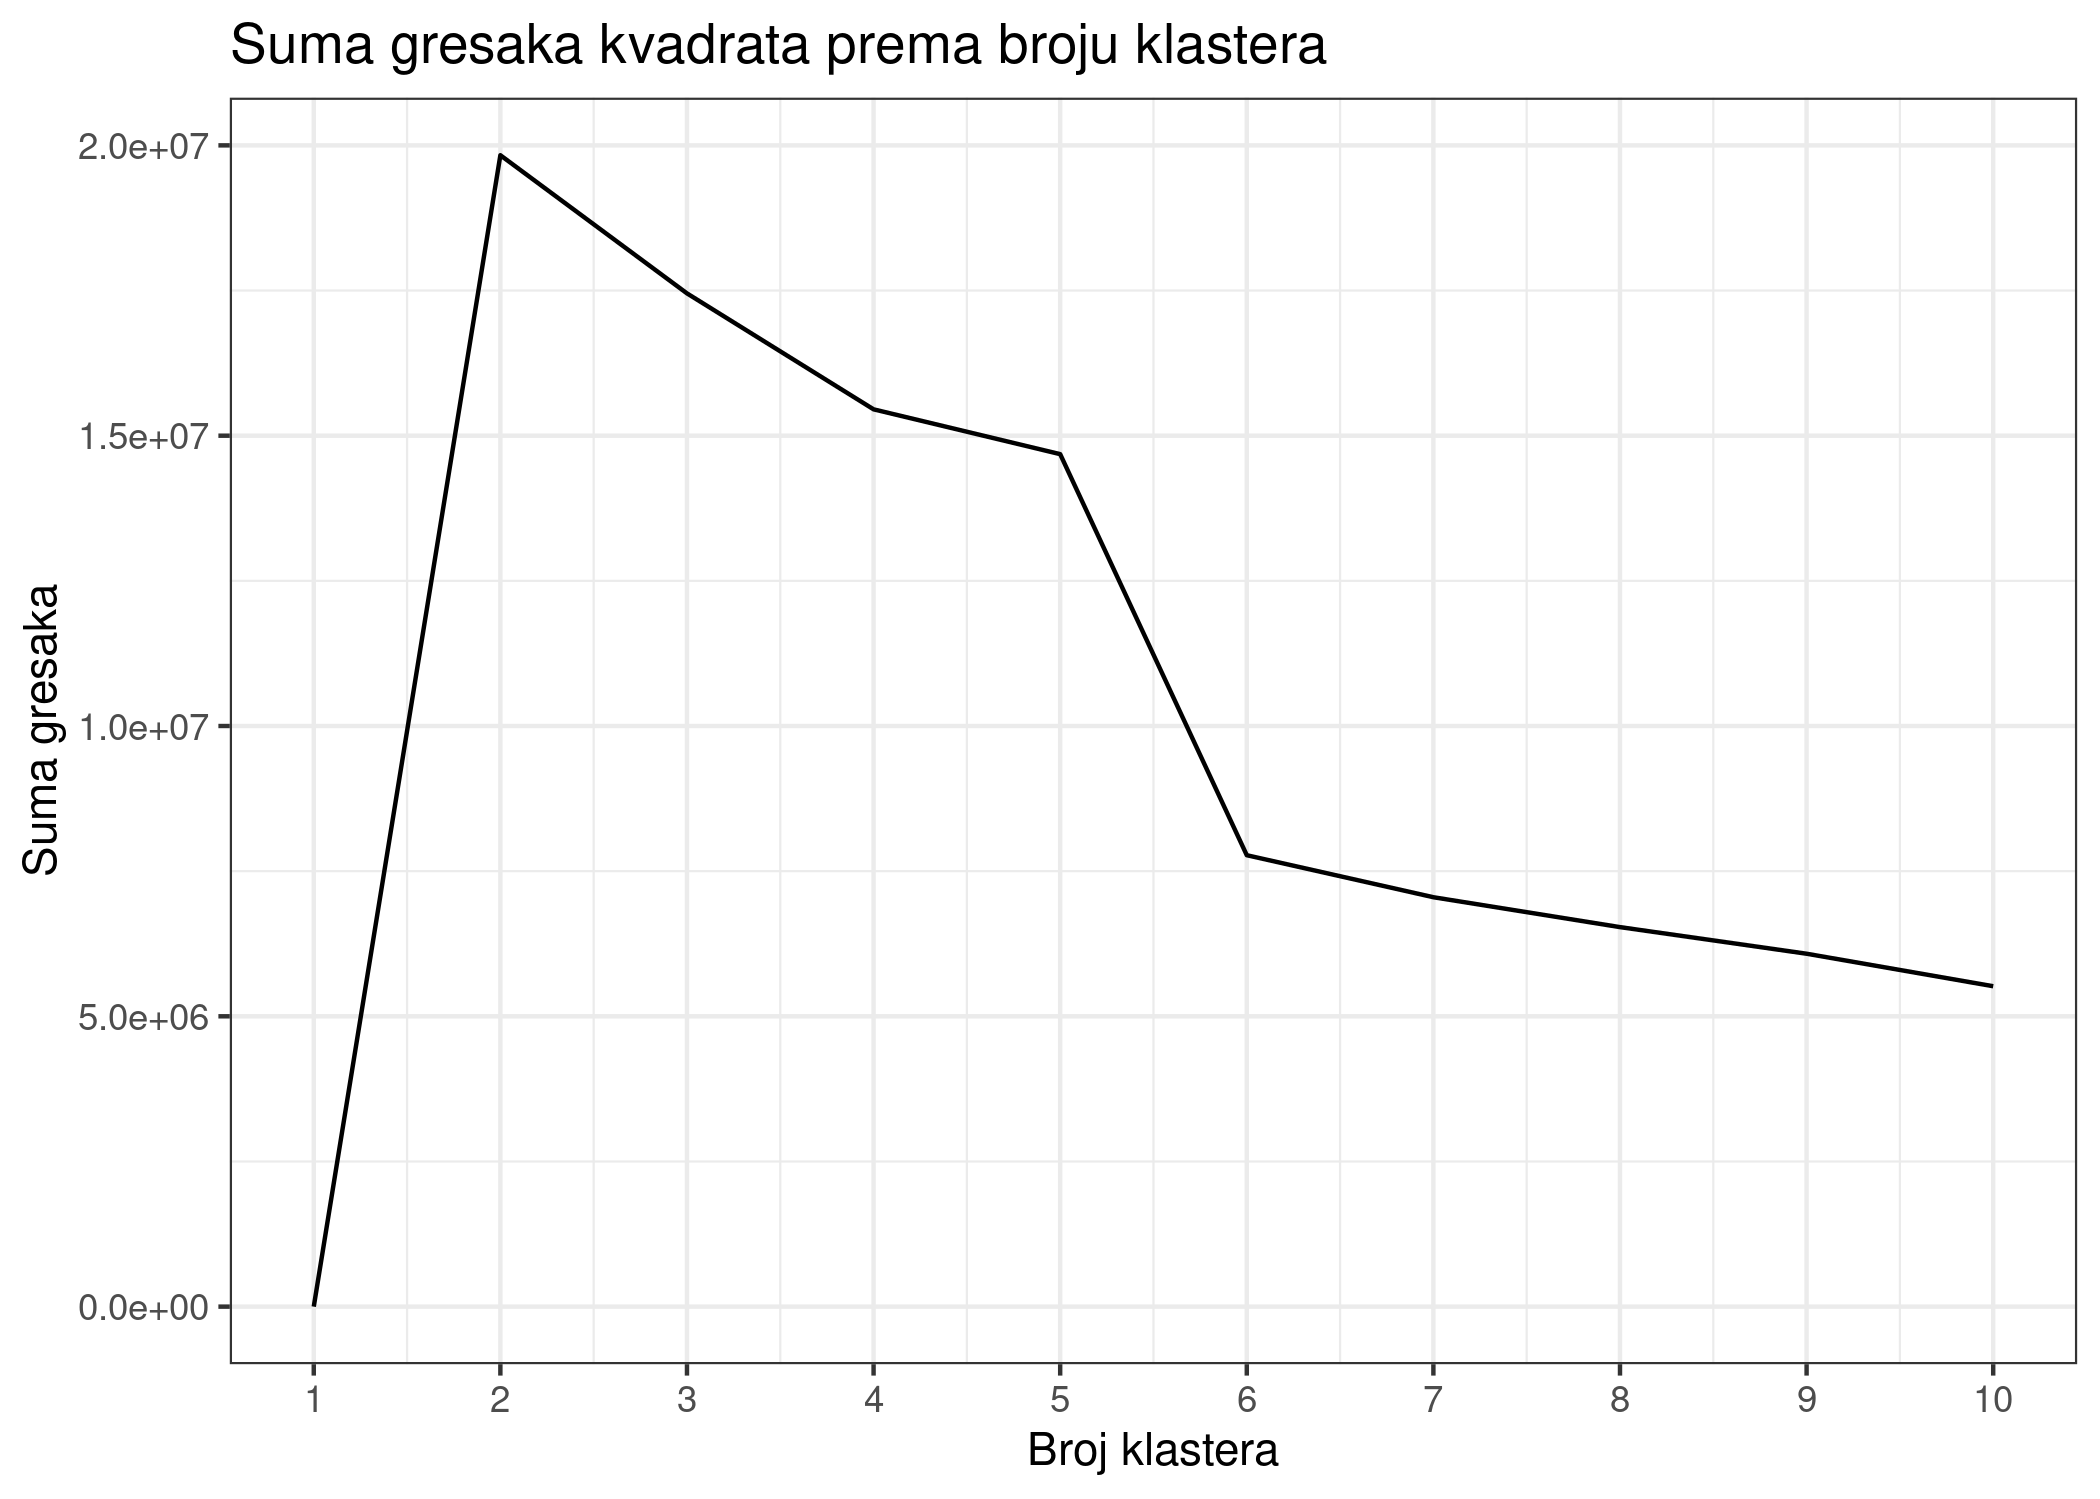 Suma gresaka kvadrata prema broju klastera
Suma gresaka
2.0e+07
1.5e+07
1.0e+07
5.0e+06
0.0e+00
1 2 3 4 5 6 7 8 9 10
Broj klastera